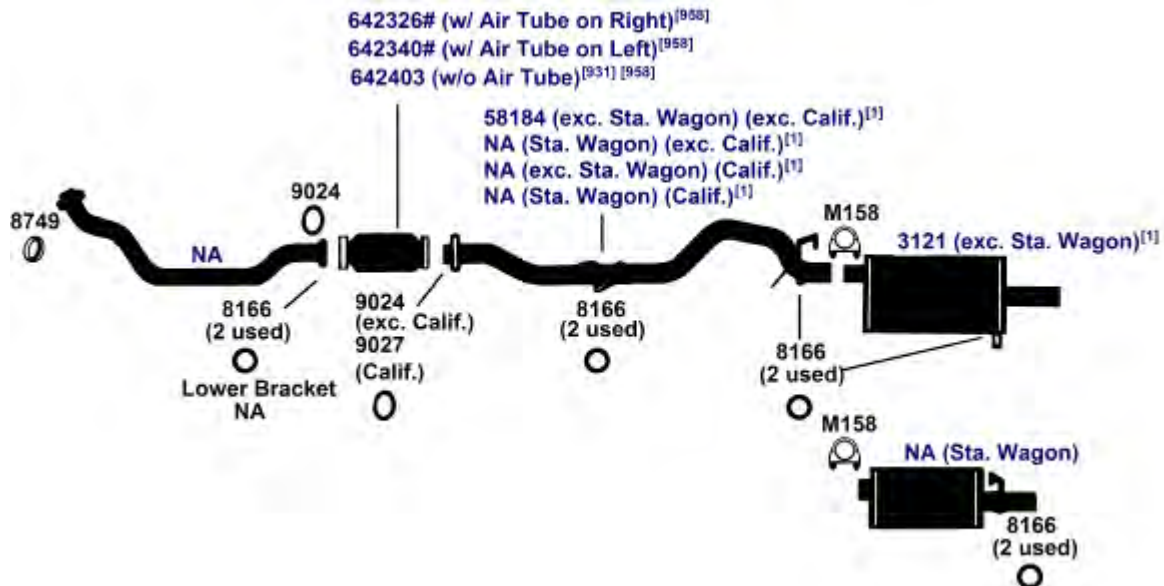 642326# (w/ Air Tube on Right)[958]
642340# (w/ Air Tube on Left)[958]
642403 (w/o Air Tube)[931] [958]
58184 (exc. Sta. Wagon) (exc. Calif.)[1]
NA (Sta. Wagon) (exc. Calif.)[1]
NA (exc. Sta. Wagon) (Calif.)[1]
NA (Sta. Wagon) (Calif.)[1]
9024
8749
NA
M158
3121 (exc. Sta. Wagon)[1]
8166
(2 used)
Lower Bracket
NA
9024
(exc. Calif.)
9027
(Calif.)
8166
(2 used)
8166
(2 used)
M158
NA (Sta. Wagon)
8166
(2 used)